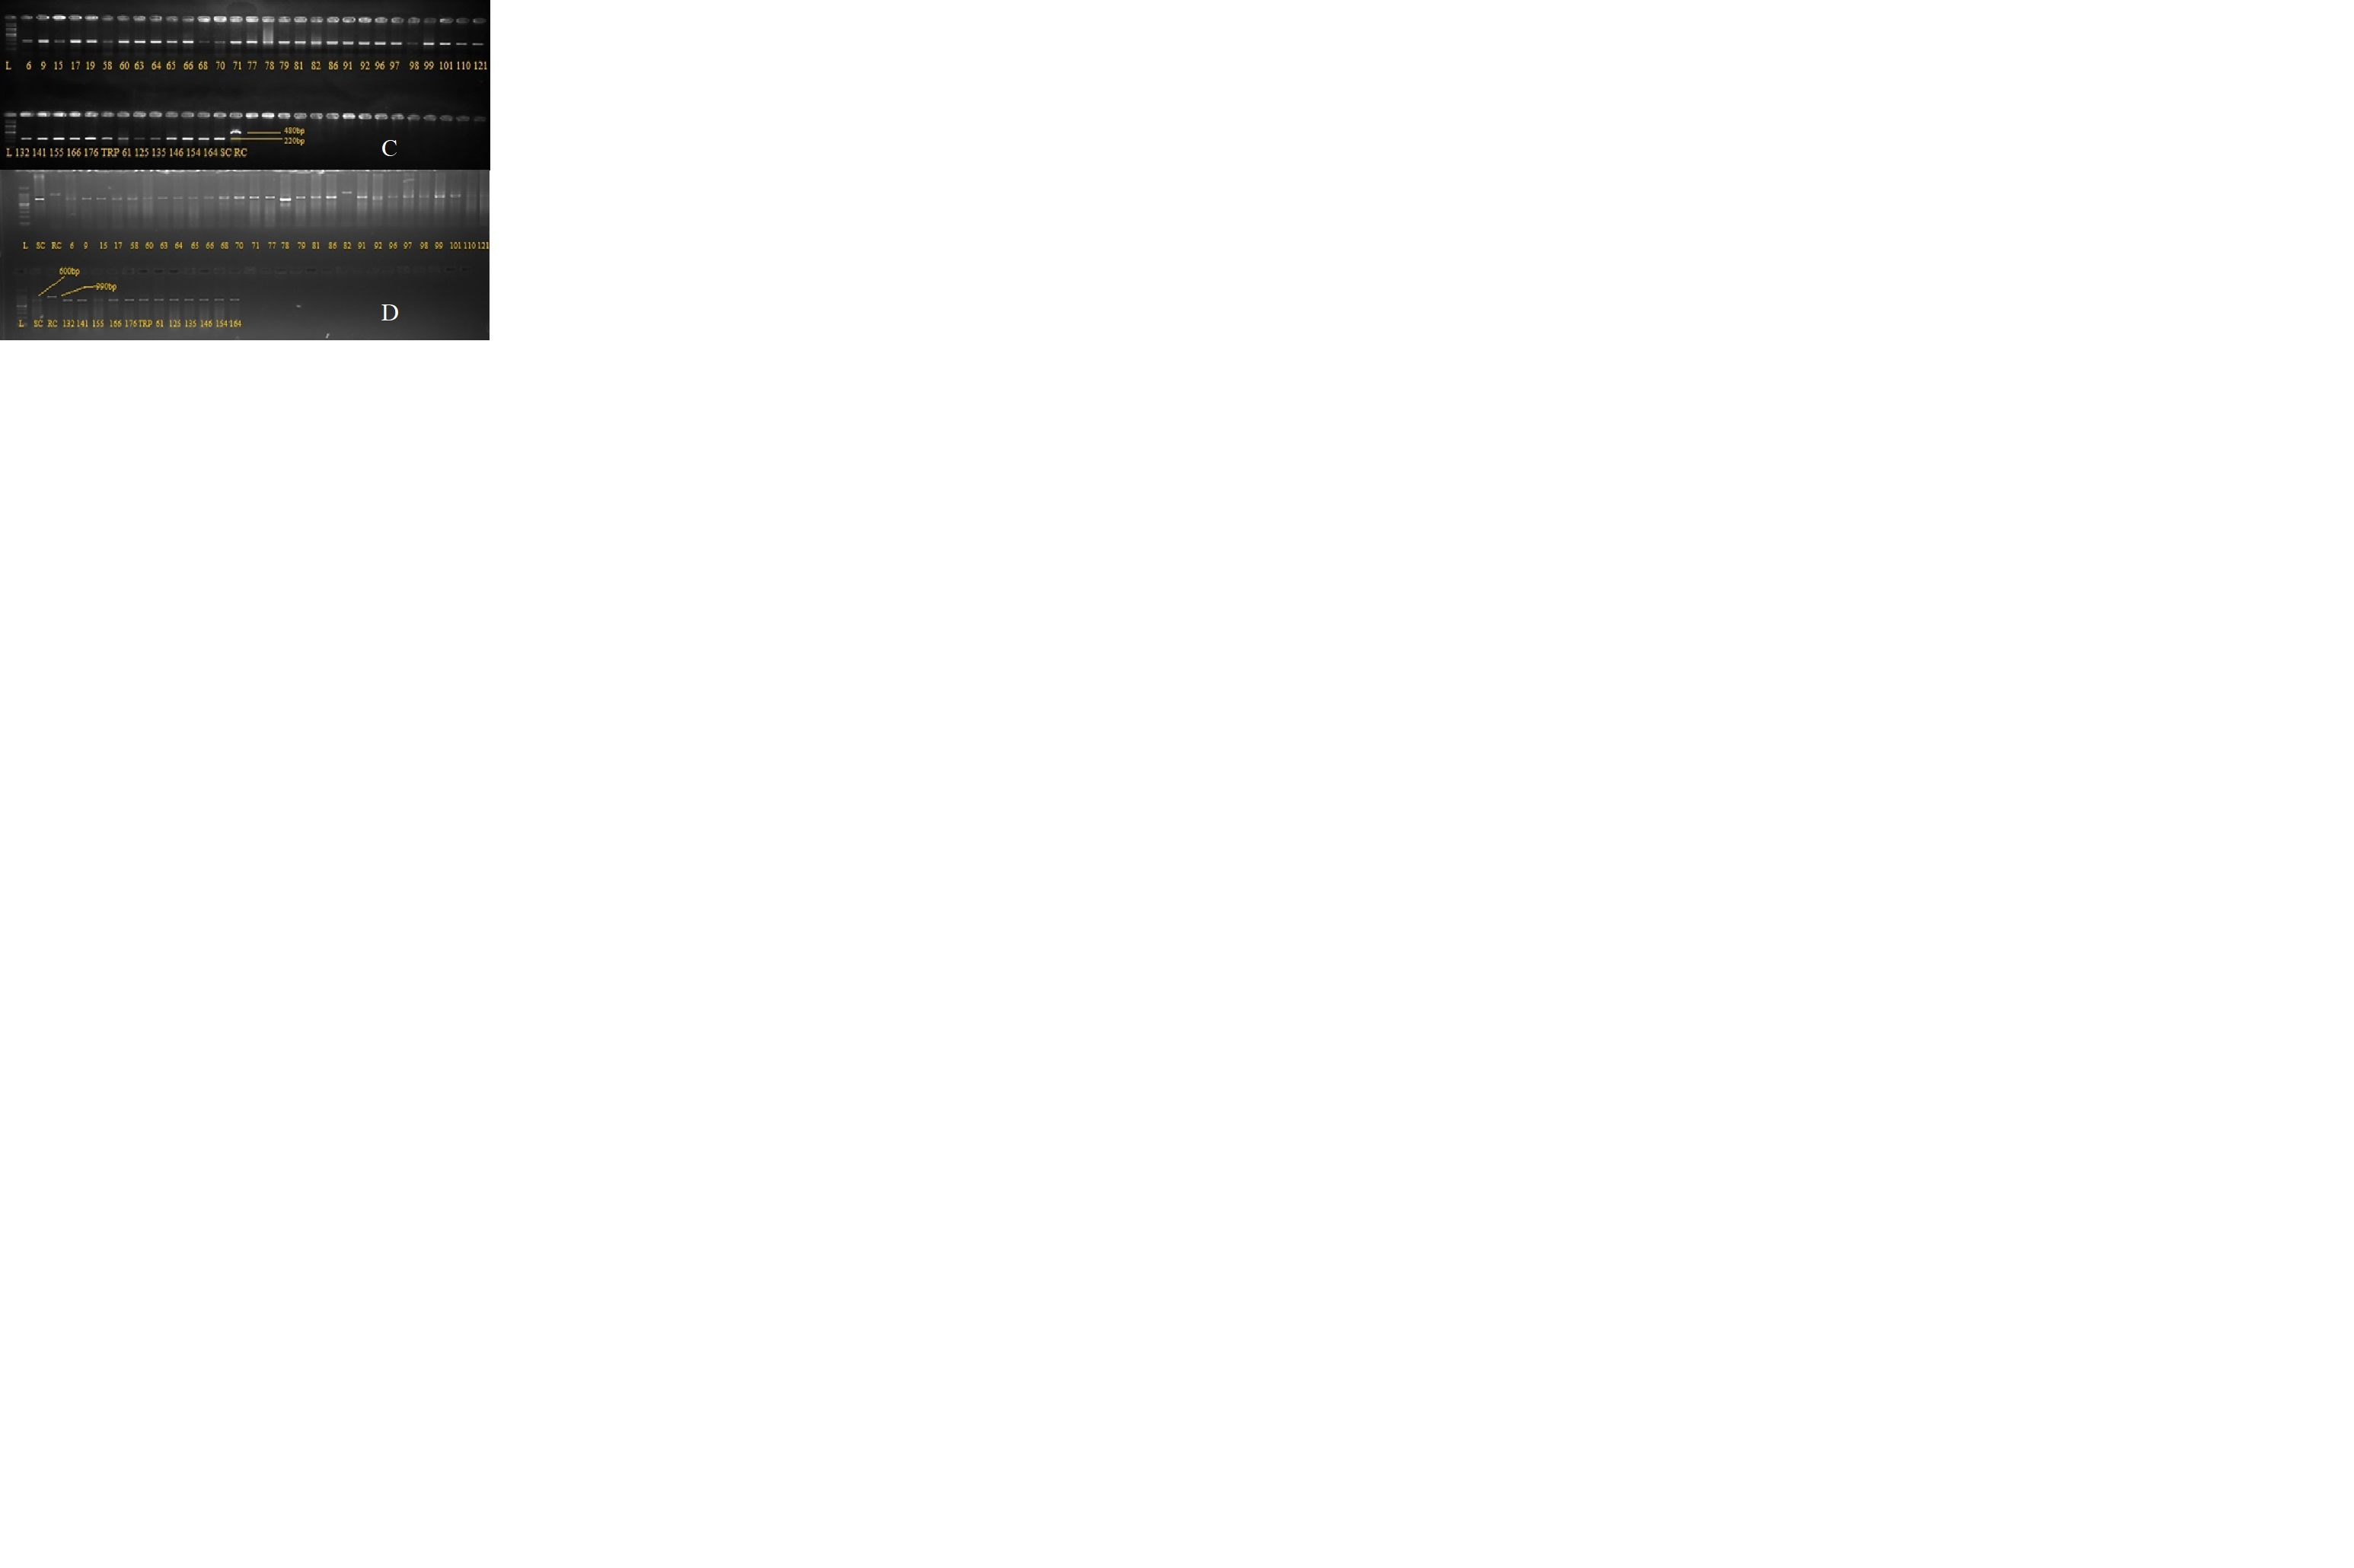 L 6 9 15 17 19 58 60 63 64 65 66 68 70 71 77 78 79 81 82 86 91 92 96 97 98 99 101 110 121
480bp
220bp
C
L 132 141 155 166 176 TRP 61 125 135 146 154 164 SC RC
L SC RC 6 9 15 17 58 60 63 64 65 66 68 70 71 77 78 79 81 86 82 91 92 96 97 98 99 101 110 121
600bp
990bp
D
L SC RC 132 141 155 166 176 TRP 61 125 135 146 154 164